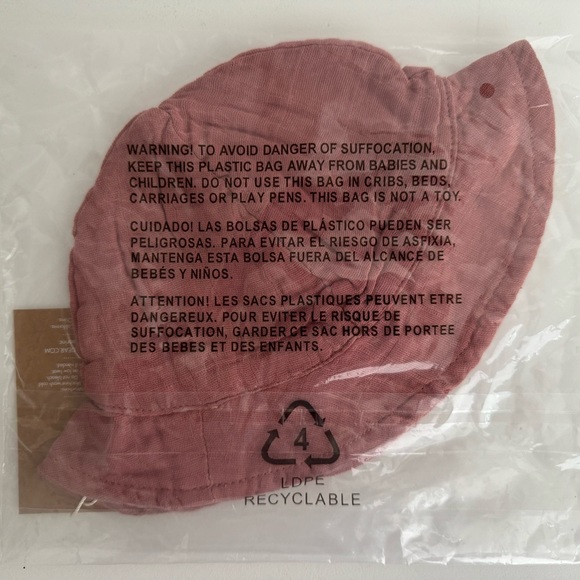 WARNING! TO AVOID DANGER OF SUFFOCATION,
KEEP THIS PLASTIC BAG AWAY FROM BABIES AND
CHILDREN. DO NOT USE THIS BAG IN CRIBS, BEDS,
CARRIAGES OR PLAY PENS. THIS BAG IS NOT A TOY.
CUIDADO! LAS BOLSAS DE PLÁSTICO PUEDEN SER
PELIGROSAS. PARA EVITAR EL RIESGO DE ASFIXIA,
MANTENGA ESTA BOLSA FUERA DEL ALCANCE DE
BEBÉS Y NIÑOS.
ATTENTION! LES SACS PLASTIQUES PEUVENT ETRE
DANGEREUX. POUR EVITER LE RISQUE DE
SUFFOCATION, GARDER CE SAC HORS DE PORTEE
DES BEBES ET DES ENFANTS.
4
LDPE
RECYCLABLE